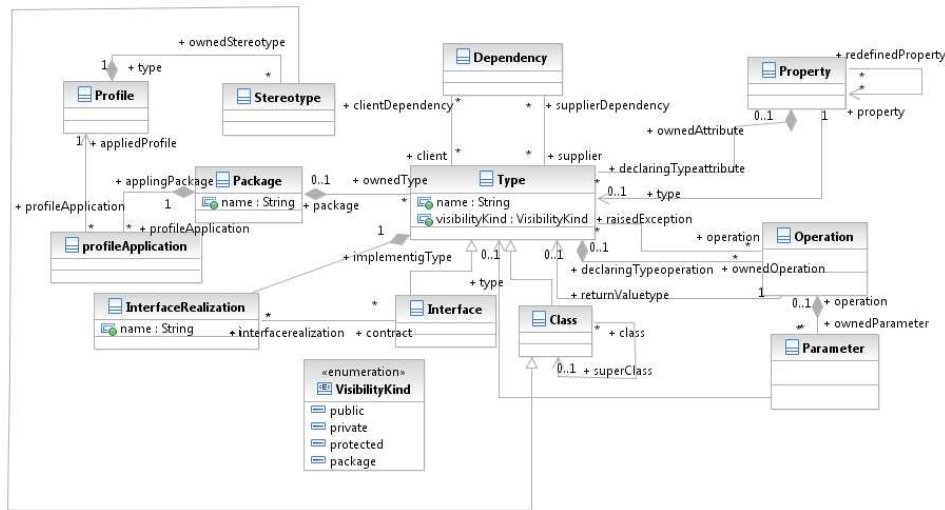 + ownedStereotype
1
+ type
*
Profile
Stereotype
Dependency
Property
+ redefinedProperty
*
*
+ property
0..1
1
+ clientDependency
*
*
+ supplierDependency
+ ownedAttribute
1
+ appliedProfile
+ client
*
*
+ supplier
+ declaringTypeattribute
+ applingPackage
Package
name : String
0..1
+ ownedType
+ package
*
Type
name : String
visibilityKind : VisibilityKind
*
0..1
+ type
+ raisedException
*
+ profileApplication
1
*
*
+ profileApplication
profileApplication
1
+ implementigType
0..1
0..1
0..1
+ operation
*
Operation
+ declaringTypeoperation
+ ownedOperation
+ type
+ returnValuetype
1
0..1
+ operation
*
+ ownedParameter
InterfaceRealization
name : String
*
*
+ interfacerealization
+ contract
Interface
Class
*
+ class
0..1
+ superClass
Parameter
«enumeration»
VisibilityKind
public
private
protected
package